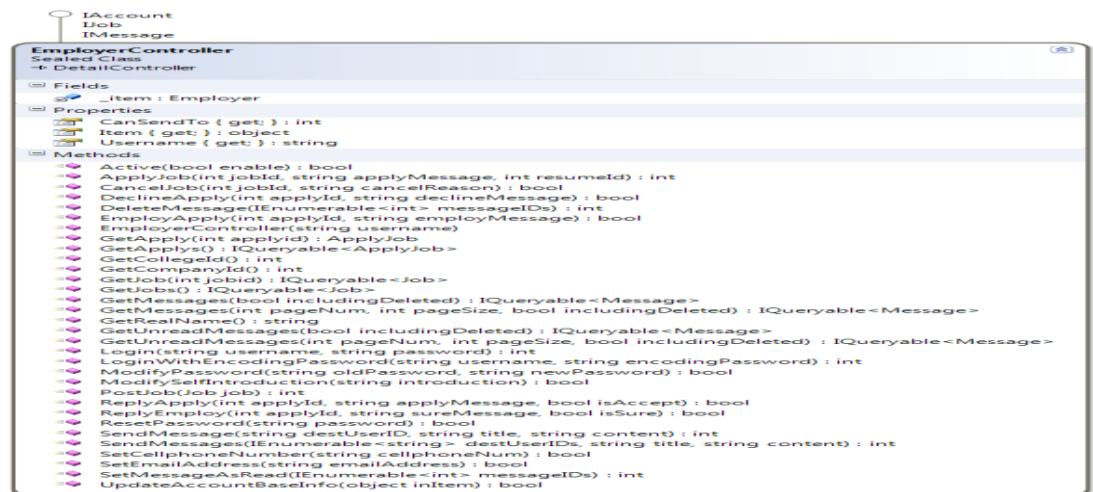 IAccount
IJob
IMessage
EmployerController
Sealed Class
DetailController
Fields
_item : Employer
Properties
CanSendTo { get; } : int
Item { get; } : object
Username { get; } : string
Methods
Active(bool enable) : bool
ApplyJob(int jobId, string applyMessage, int resumeId) : int
CancelJob(int jobId, string cancelReason) : bool
DeclineApply(int applyId, string declineMessage) : bool
DeleteMessage(IEnumerable<int> messageIDs) : int
EmployApply(int applyId, string employMessage) : bool
EmployerController(string username)
GetApply(int applyid) : ApplyJob
GetApplys() : IQueryable<ApplyJob>
GetCollegeId() : int
GetCompanyId() : int
GetJob(int jobid) : IQueryable<Job>
GetJobs() : IQueryable<Job>
GetMessages(bool includingDeleted) : IQueryable<Message>
GetMessages(int pageNum, int pageSize, bool includingDeleted) : IQueryable<Message>
GetRealName() : string
GetUnreadMessages(bool includingDeleted) : IQueryable<Message>
GetUnreadMessages(int pageNum, int pageSize, bool includingDeleted) : IQueryable<Message>
Login(string username, string password) : int
LoginWithEncodingPassword(string username, string encodingPassword) : int
ModifyPassword(string oldPassword, string newPassword) : bool
ModifySelfIntroduction(string introduction) : bool
PostJob(Job job) : int
ReplyApply(int applyId, string applyMessage, bool isAccept) : bool
ReplyEmploy(int applyId, string sureMessage, bool isSure) : bool
ResetPassword(string password) : bool
SendMessage(string destUserID, string title, string content) : int
SendMessages(IEnumerable<string> destUserIDs, string title, string content) : int
SetCellphoneNumber(string cellphoneNum) : bool
SetEmailAddress(string emailAddress) : bool
SetMessageAsRead(IEnumerable<int> messageIDs) : int
UpdateAccountBaseInfo(object inItem) : bool